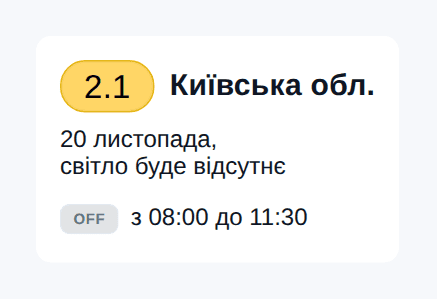 2.1 Київська обл.
20 листопада,
світло буде відсутнє
OFF з 08:00 до 11:30